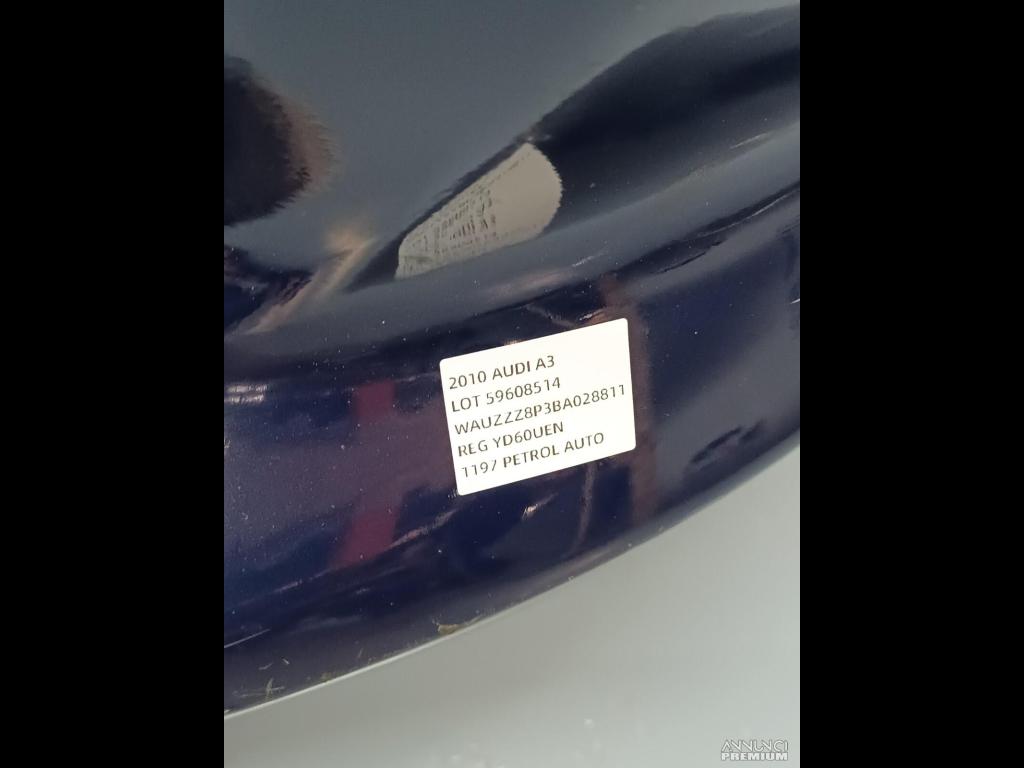 2010 AUDI A3
LOT 59608514
WAUZZZ8P3BA028811
REG YD60UEN
1197 PETROL AUTO
ANNUNCI
PREMIUM